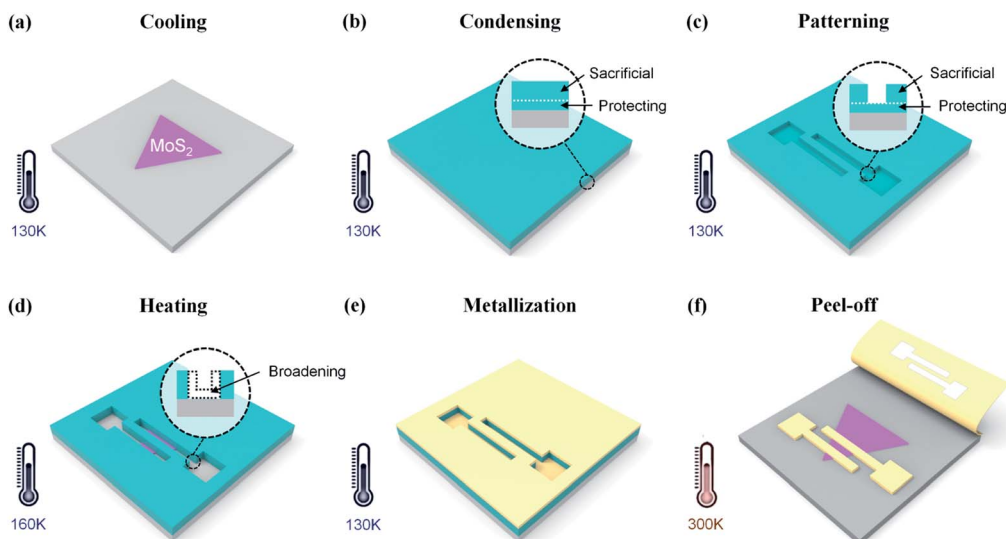 (a) Cooling
MoS₂
130K
(b) Condensing
Sacrificial
Protecting
130K
(c) Patterning
Sacrificial
Protecting
130K
(d) Heating
Broadening
160K
(e) Metallization
130K
(f) Peel-off
300K